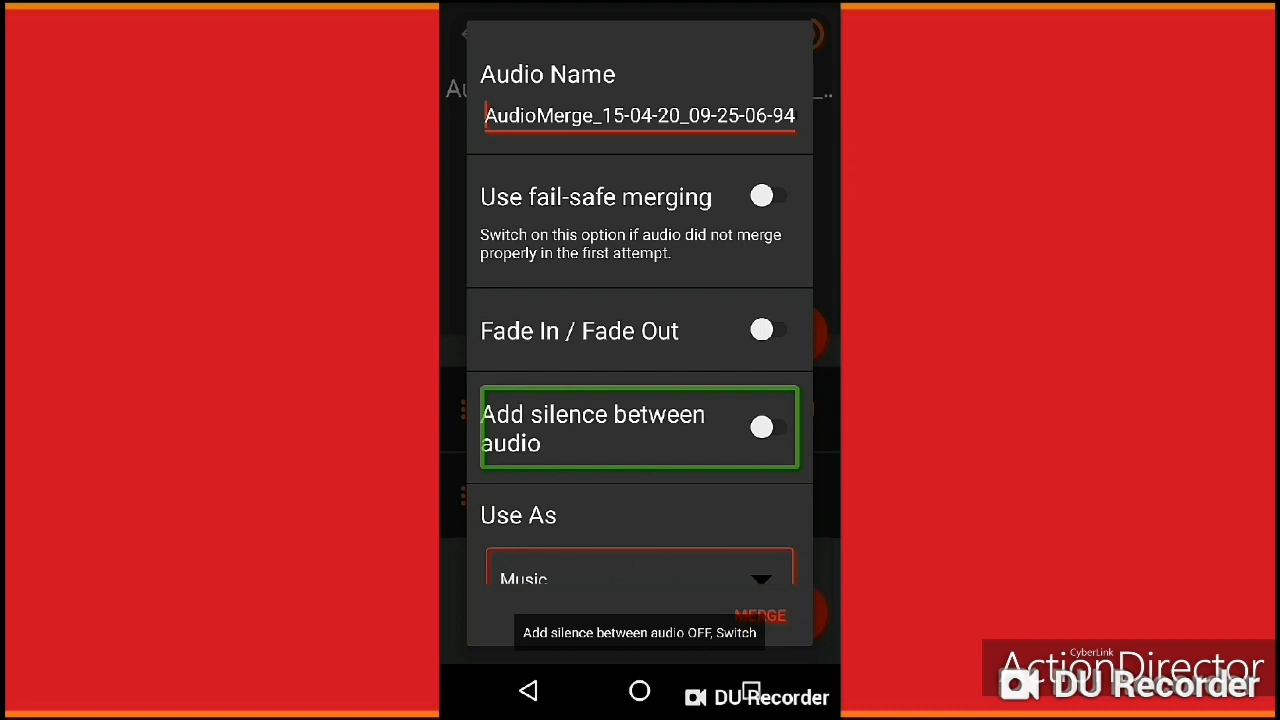 Au
_..
Audio Name
AudioMerge_15-04-20_09-25-06-94
Use fail-safe merging
Switch on this option if audio did not merge
properly in the first attempt.
Fade In / Fade Out
Add silence between
audio
Use As
Music
MERGE
Add silence between audio OFF, Switch
DU Recorder
CyberLink
ActionDirector
DU Recorder